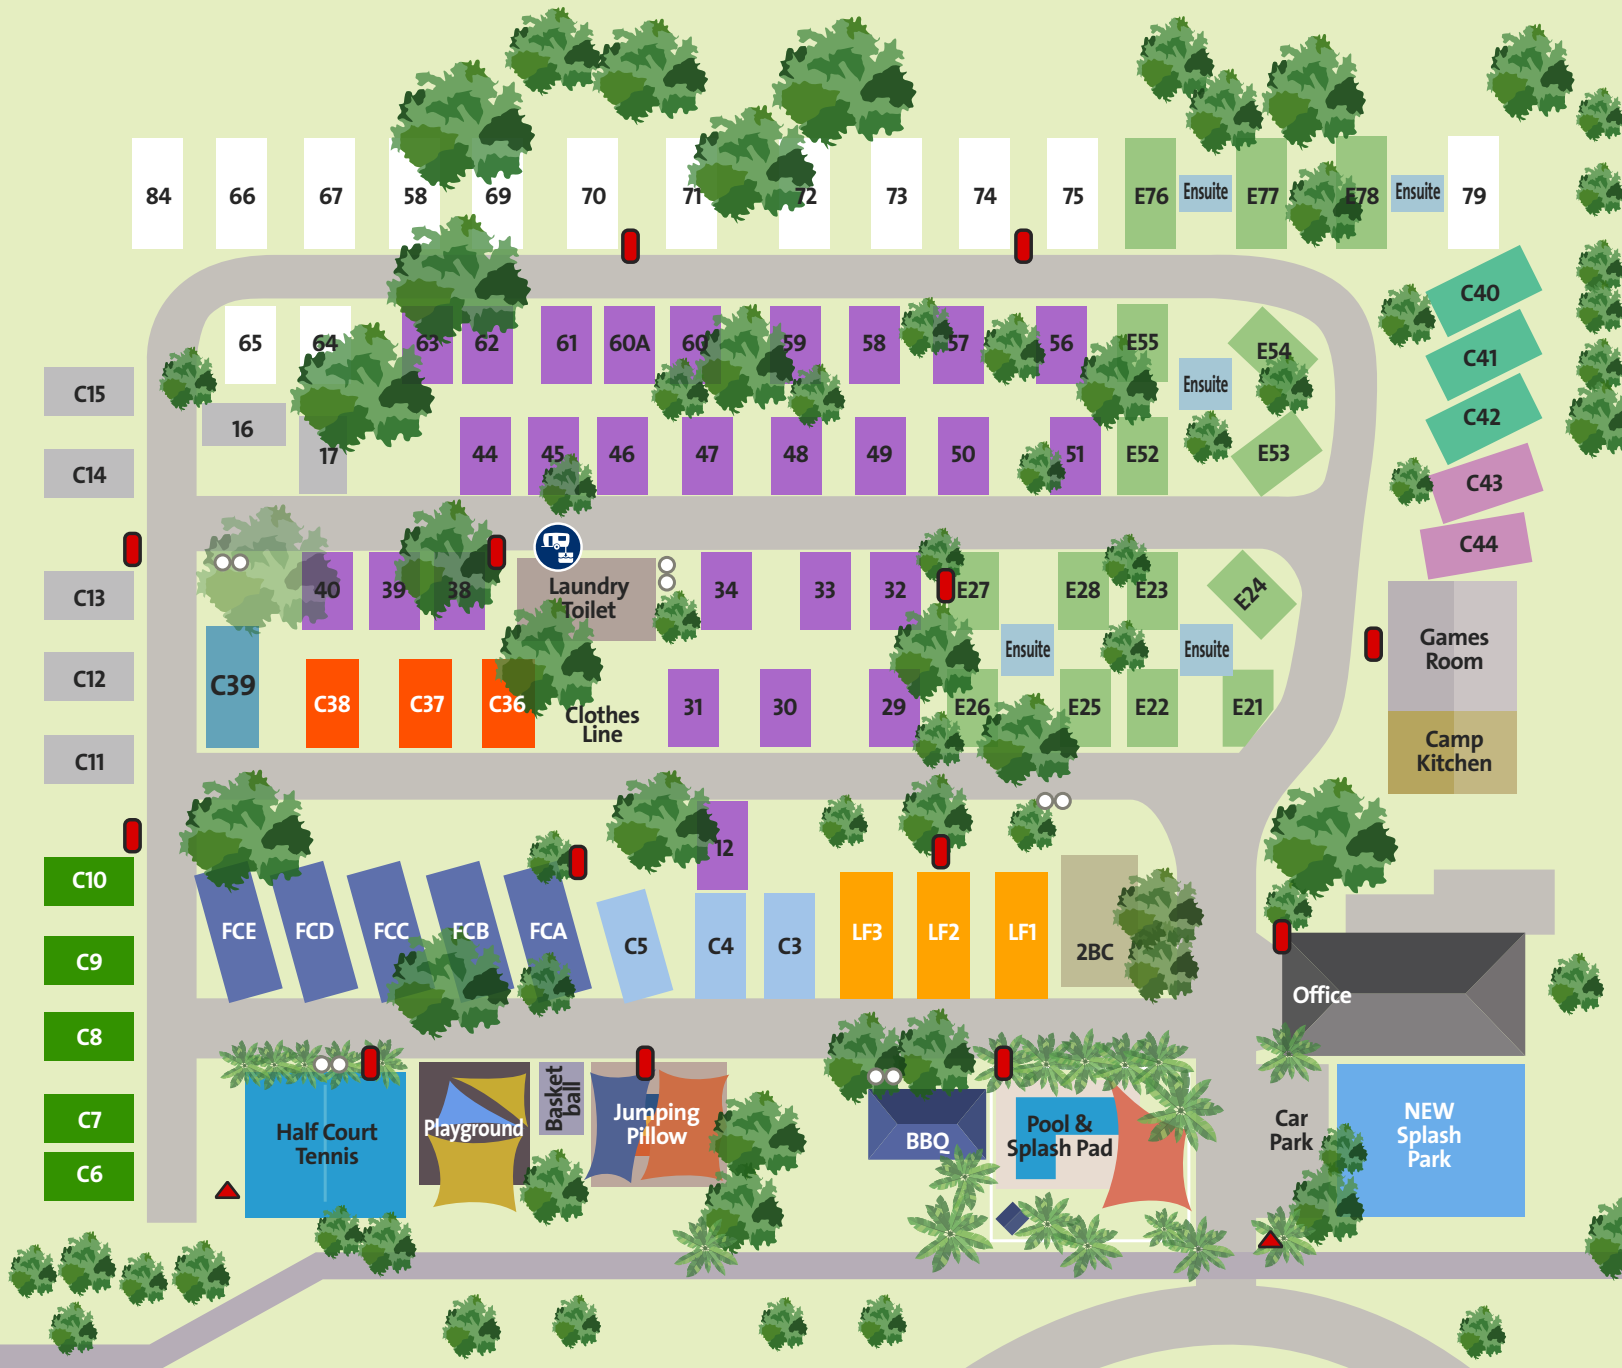 84
66
67
58
69
70
71
72
73
74
75
E76
Ensuite
E77
E78
Ensuite
79
C40
C41
C42
C43
C44
65
64
63
62
61
60A
60
59
58
57
56
E55
E54
Ensuite
C15
16
17
44
45
46
47
48
49
50
51
E52
E53
C14
C13
40
39
38
Laundry
Toilet
34
33
32
E27
E28
E23
E24
Ensuite
Ensuite
Games
Room
C12
C39
C38
C37
C36
Clothes
Line
31
30
29
E26
E25
E22
E21
Camp
Kitchen
C11
12
C10
FCE
FCD
FCC
FCB
FCA
C5
C4
C3
LF3
LF2
LF1
2BC
C9
Office
C8
C7
C6
Half Court
Tennis
Playground
Basket
ball
Jumping
Pillow
BBQ
Pool &
Splash Pad
Car
Park
NEW
Splash
Park